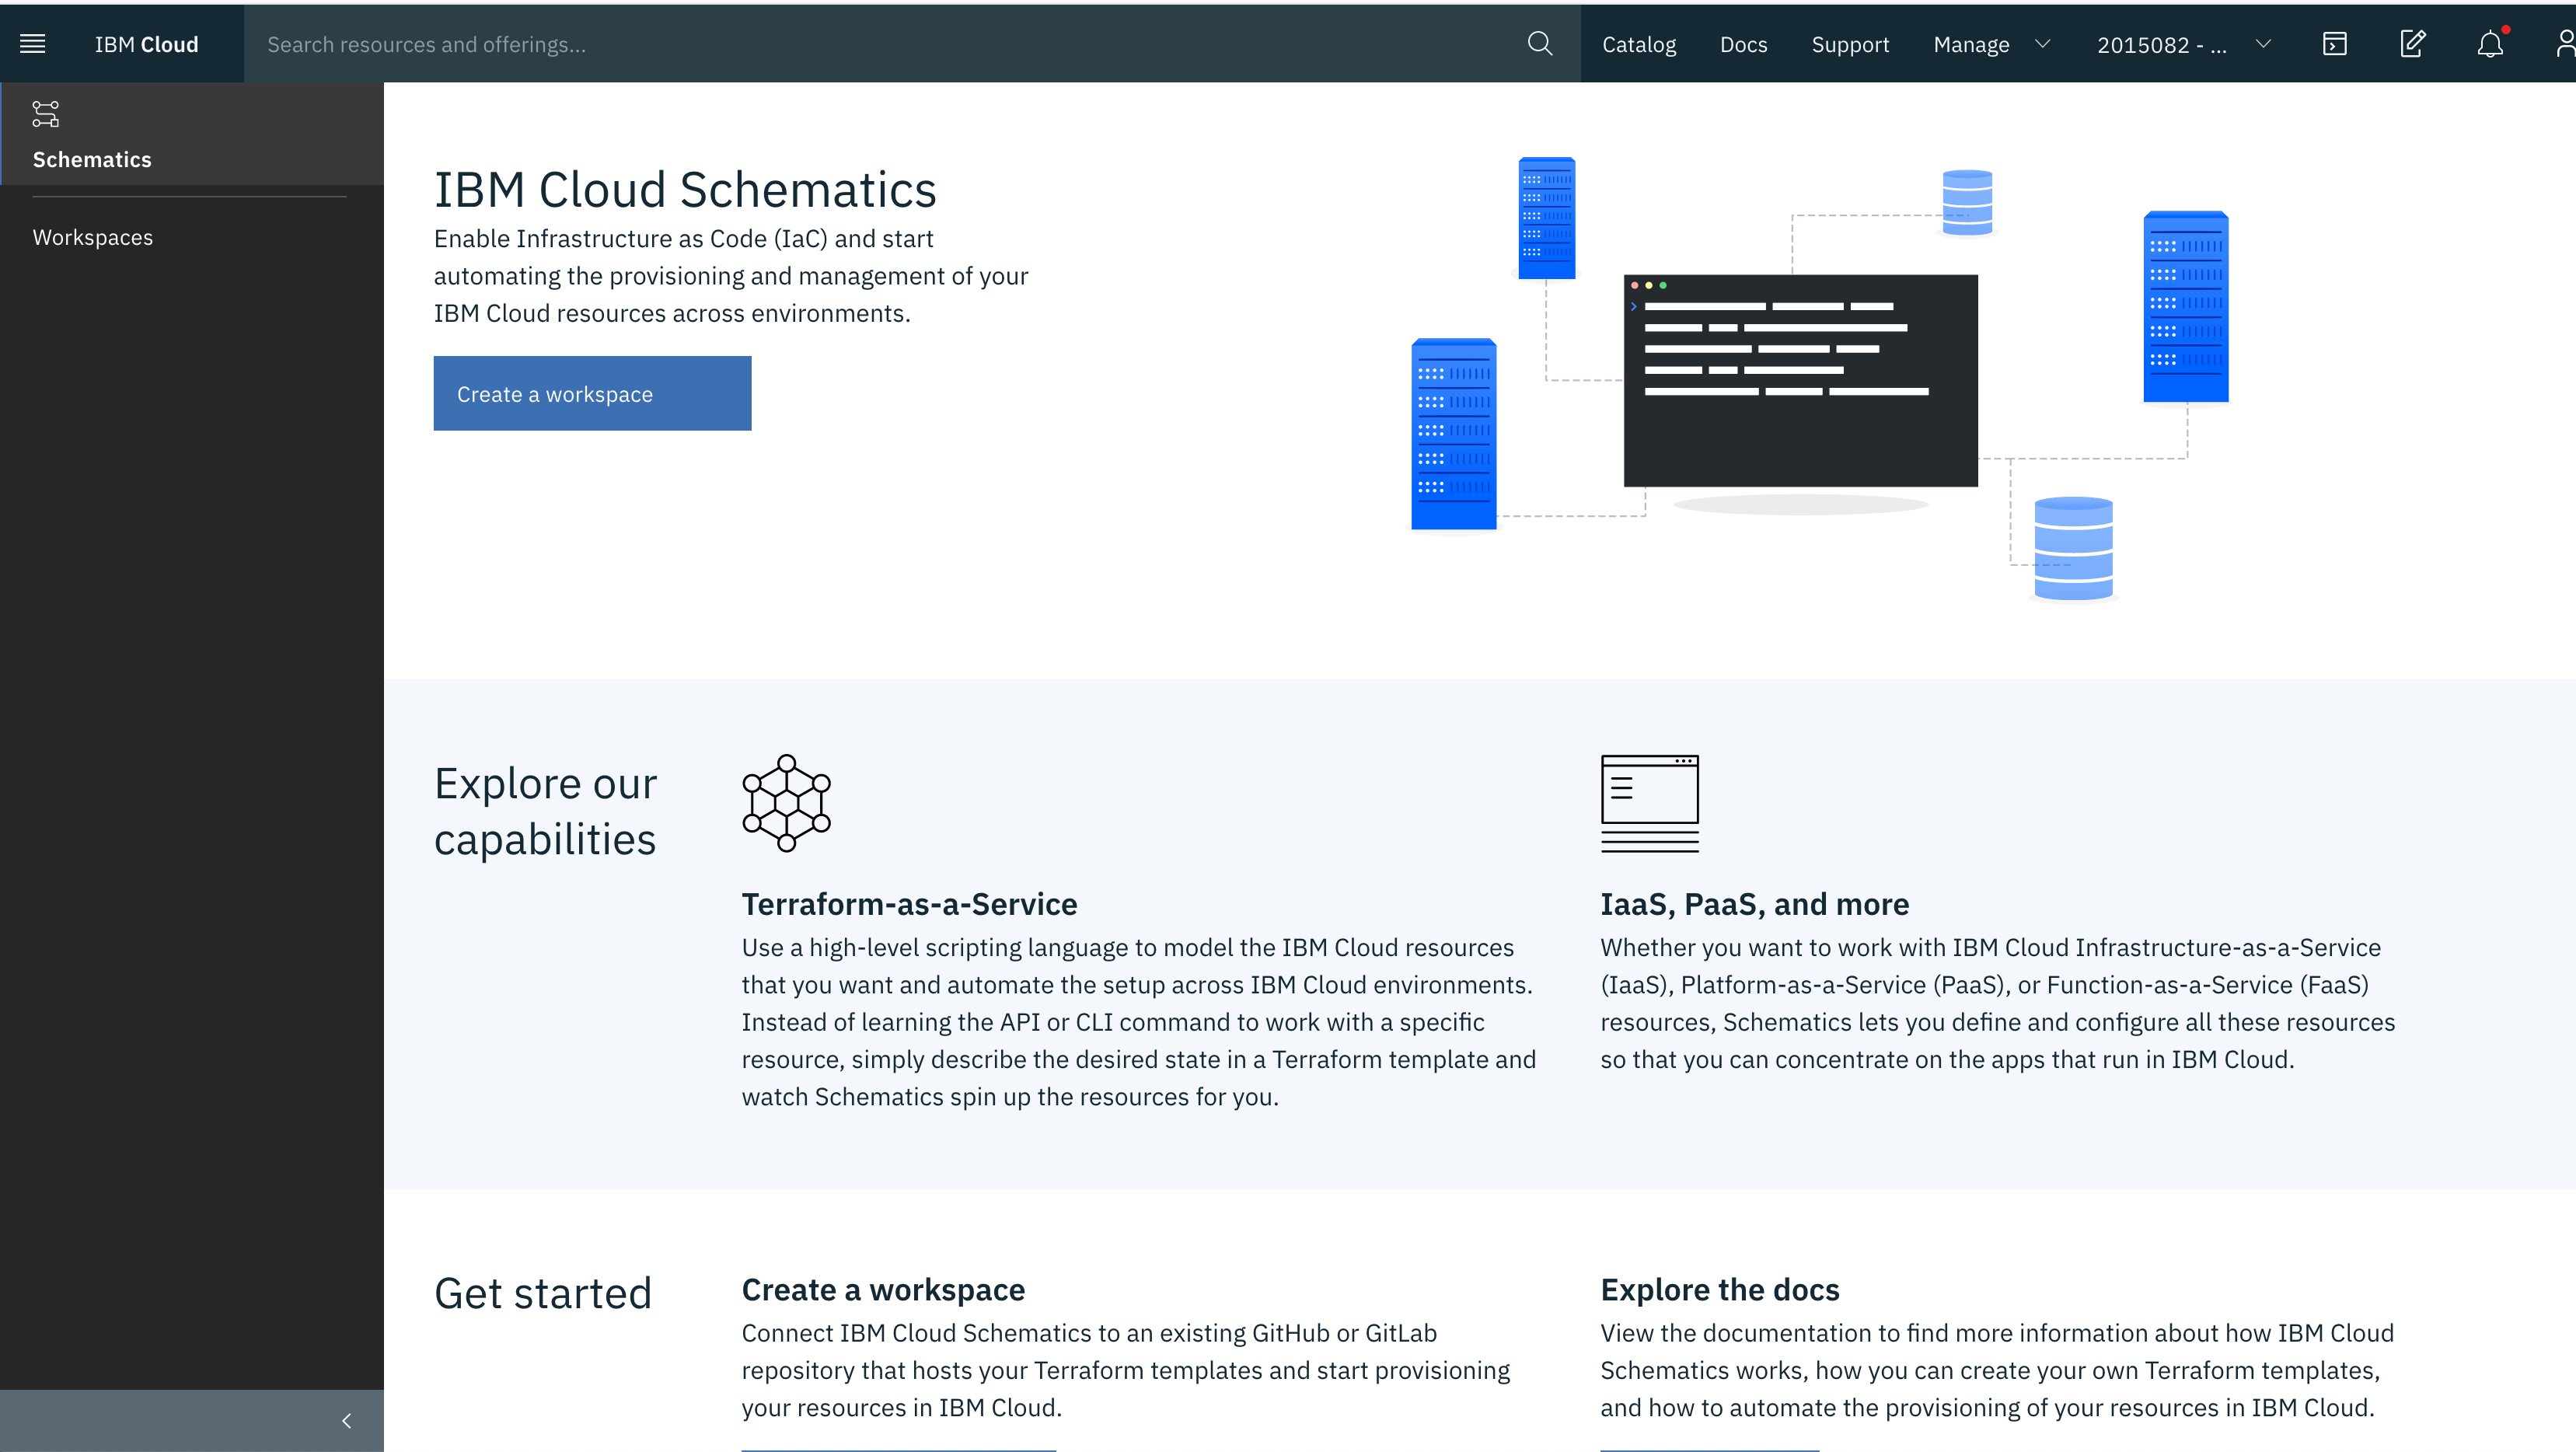 IBM Cloud
Search resources and offerings...
Catalog
Docs
Support
Manage
2015082 - ...
Schematics
Workspaces
IBM Cloud Schematics
Enable Infrastructure as Code (IaC) and start
automating the provisioning and management of your
IBM Cloud resources across environments.
Create a workspace
Explore our
capabilities
Terraform-as-a-Service
Use a high-level scripting language to model the IBM Cloud resources
that you want and automate the setup across IBM Cloud environments.
Instead of learning the API or CLI command to work with a specific
resource, simply describe the desired state in a Terraform template and
watch Schematics spin up the resources for you.
IaaS, PaaS, and more
Whether you want to work with IBM Cloud Infrastructure-as-a-Service
(IaaS), Platform-as-a-Service (PaaS), or Function-as-a-Service (FaaS)
resources, Schematics lets you define and configure all these resources
so that you can concentrate on the apps that run in IBM Cloud.
Get started
Create a workspace
Connect IBM Cloud Schematics to an existing GitHub or GitLab
repository that hosts your Terraform templates and start provisioning
your resources in IBM Cloud.
Explore the docs
View the documentation to find more information about how IBM Cloud
Schematics works, how you can create your own Terraform templates,
and how to automate the provisioning of your resources in IBM Cloud.